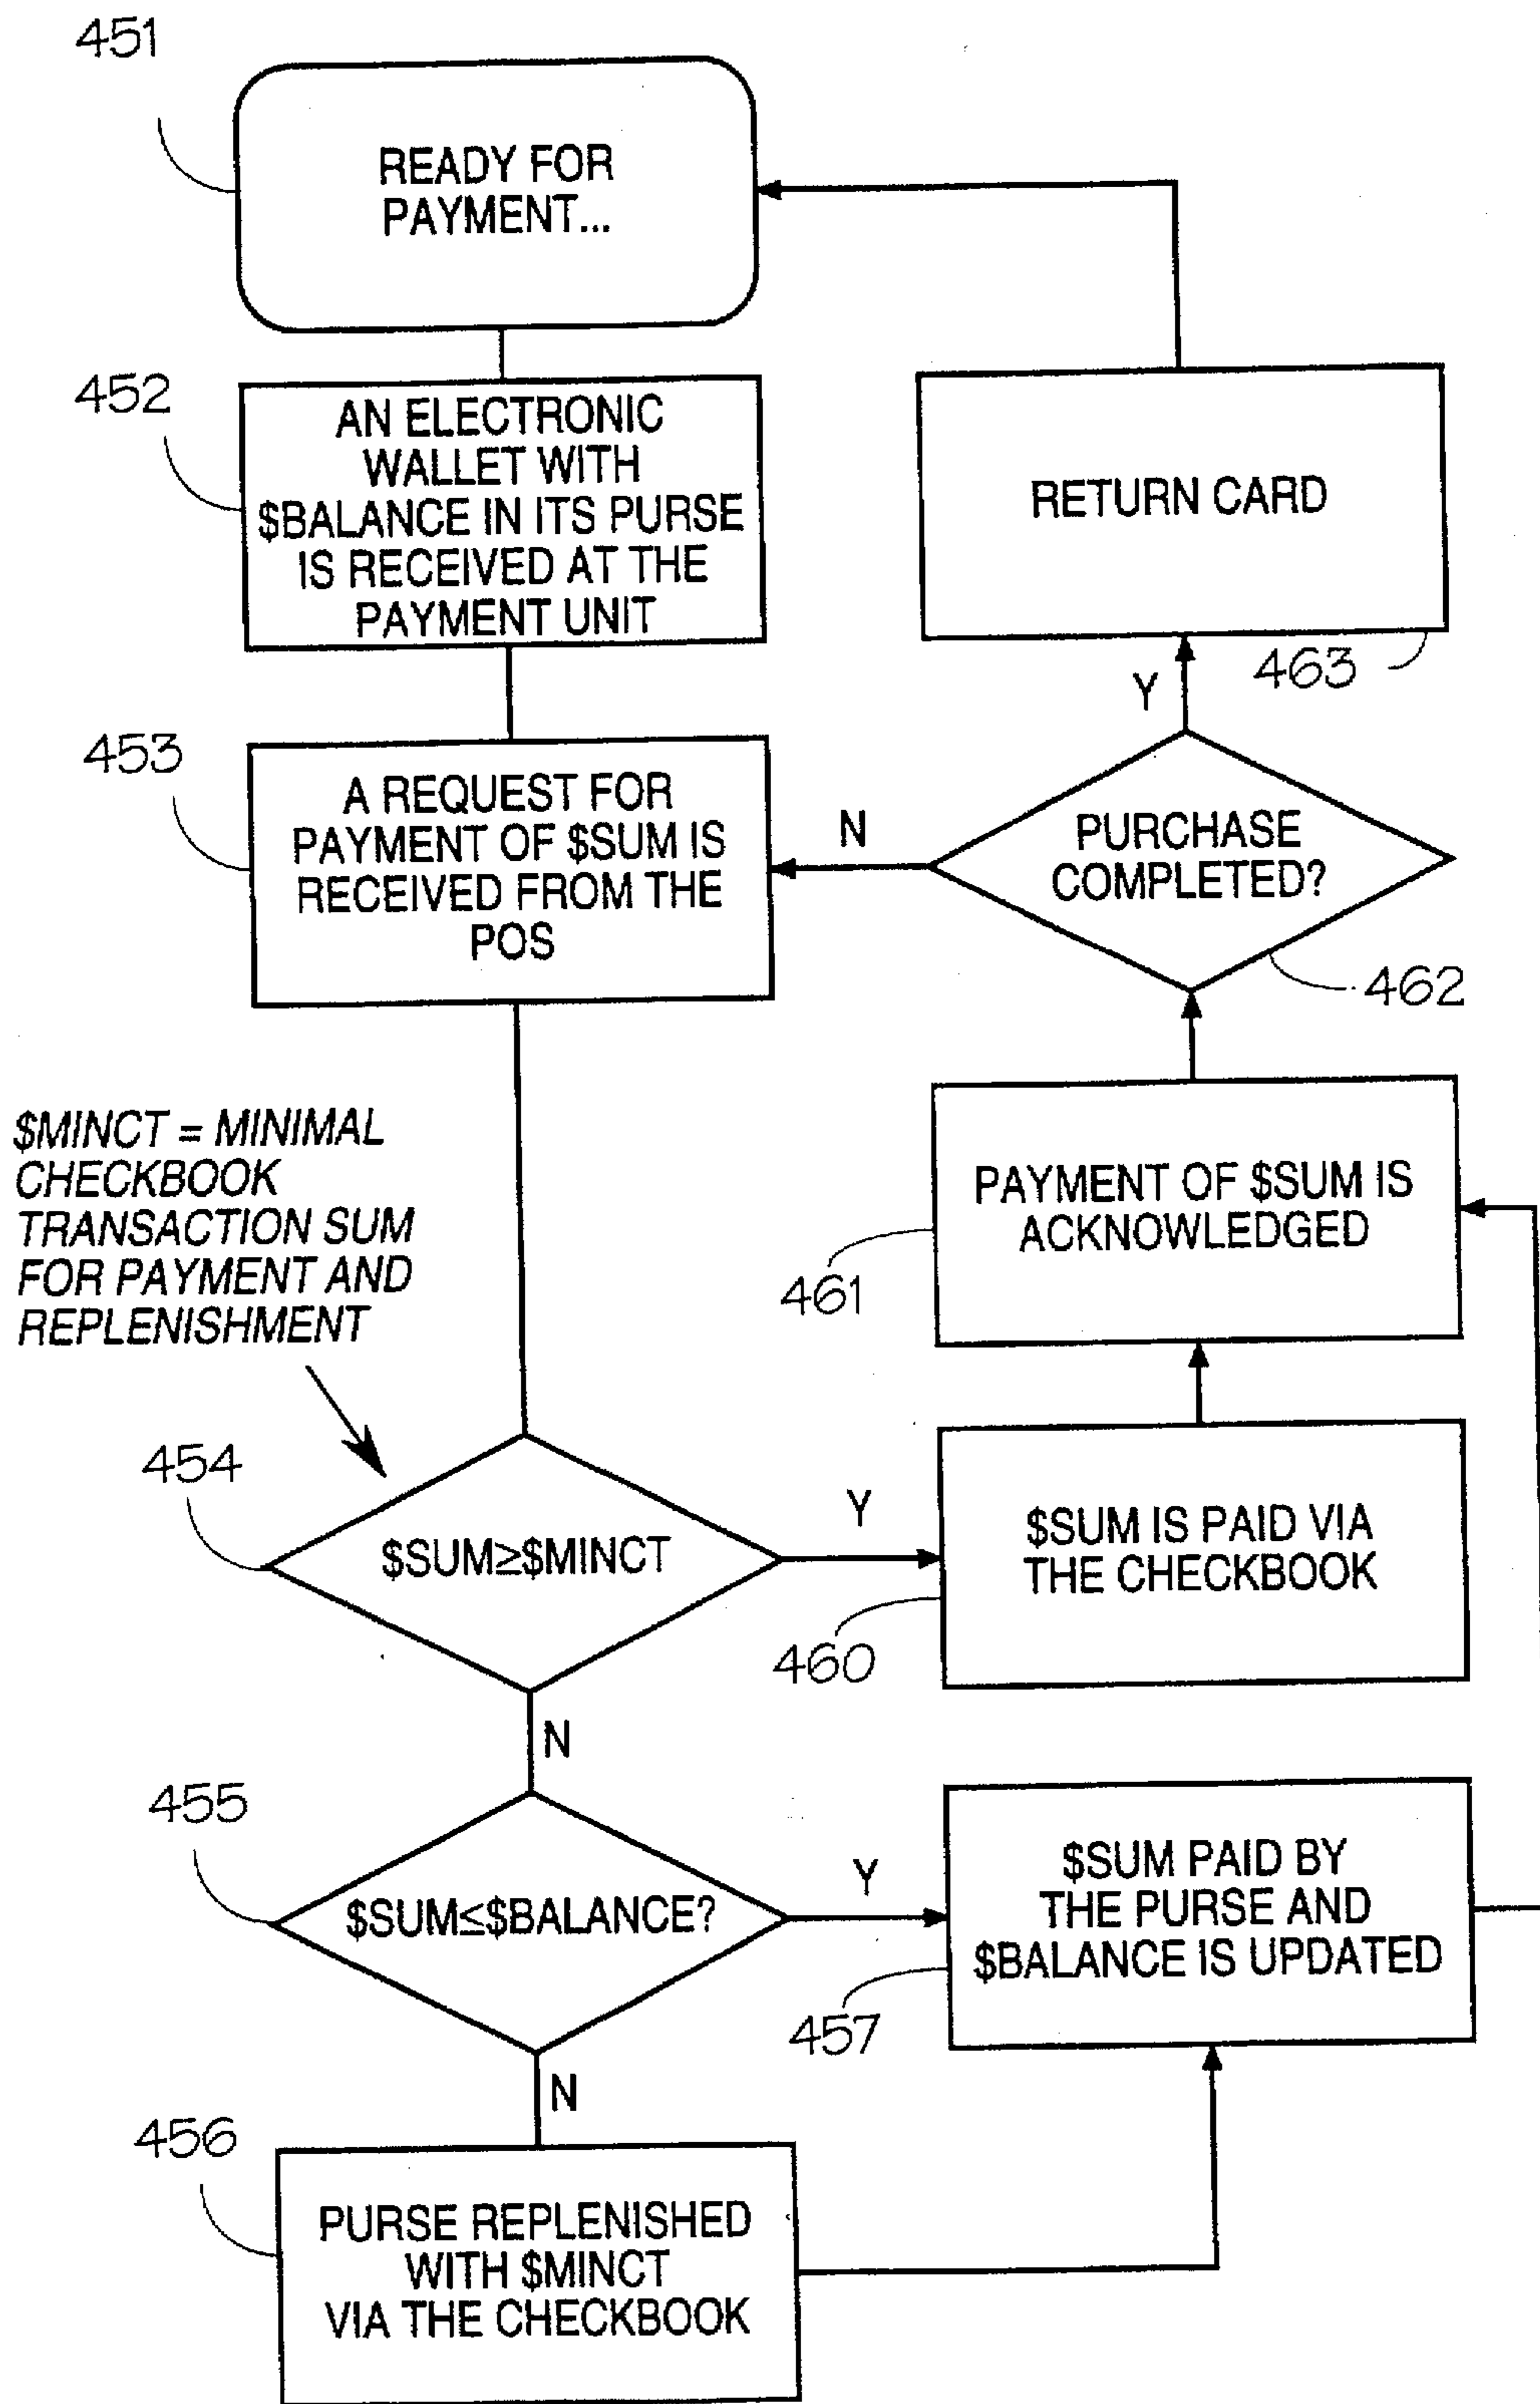 451
READY FOR
PAYMENT...
452
AN ELECTRONIC
WALLET WITH
$BALANCE IN ITS PURSE
IS RECEIVED AT THE
PAYMENT UNIT
RETURN CARD
463
Y
453
A REQUEST FOR
PAYMENT OF $SUM IS
RECEIVED FROM THE
POS
N
PURCHASE
COMPLETED?
462
$MINCT = MINIMAL
CHECKBOOK
TRANSACTION SUM
FOR PAYMENT AND
REPLENISHMENT
PAYMENT OF $SUM IS
ACKNOWLEDGED
461
454
$SUM≥$MINCT
Y
$SUM IS PAID VIA
THE CHECKBOOK
460
N
455
$SUM≤$BALANCE?
Y
$SUM PAID BY
THE PURSE AND
$BALANCE IS UPDATED
457
N
456
PURSE REPLENISHED
WITH $MINCT
VIA THE CHECKBOOK